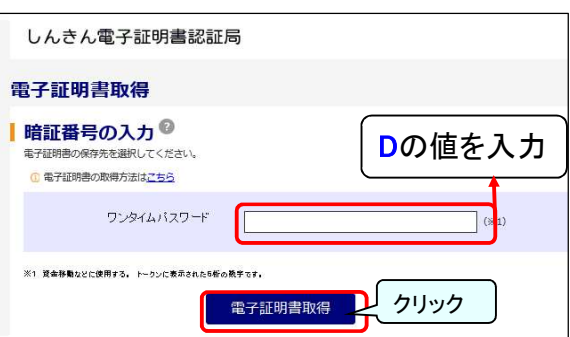 しんきん電子証明書認証局
電子証明書取得
暗証番号の入力 ?
電子証明書の保存先を選択してください。
① 電子証明書の取得方法はこちら
Dの値を入力
ワンタイムパスワード
(※1)
※1 資金移動などに使用する。トークンに表示された6桁の数字です。
電子証明書取得
クリック